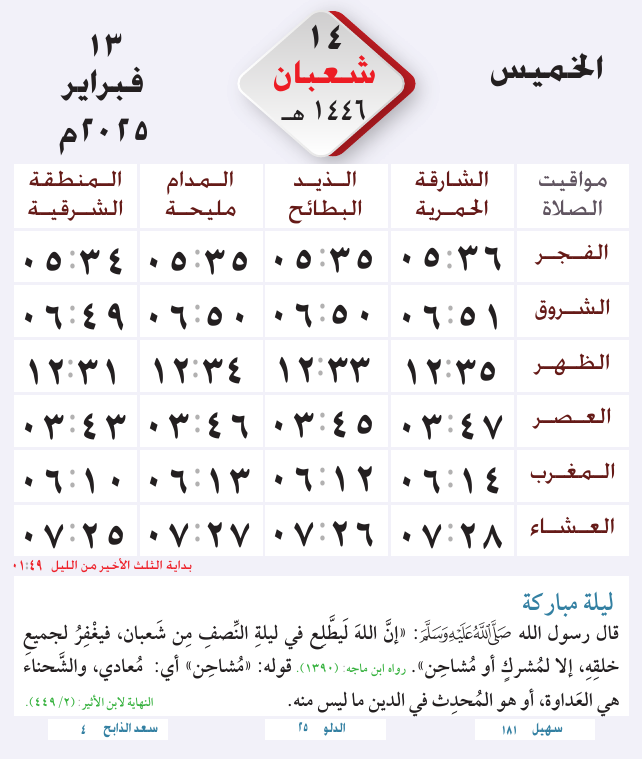 الخميس
١٤
شعبان
١٤٤٦ هـ
١٣
فبراير
٢٠٢٥م
مواقيت الصلاة | الشارقة الحمرية | الذيد البطائح | المدام مليحة | المنطقة الشرقية
الفجر ٠٥:٣٦ ٠٥:٣٥ ٠٥:٣٥ ٠٥:٣٤
الشروق ٠٦:٥١ ٠٦:٥٠ ٠٦:٥٠ ٠٦:٤٩
الظهر ١٢:٣٥ ١٢:٣٣ ١٢:٣٤ ١٢:٣١
العصر ٠٣:٤٧ ٠٣:٤٥ ٠٣:٤٦ ٠٣:٤٣
المغرب ٠٦:١٤ ٠٦:١٢ ٠٦:١٣ ٠٦:١٠
العشاء ٠٧:٢٨ ٠٧:٢٦ ٠٧:٢٧ ٠٧:٢٥
بداية الثلث الأخير من الليل ٠١:٤٩
ليلة مباركة
قال رسول الله ﷺ: «إنَّ اللهَ لَيطَّلِع في ليلةِ النِّصفِ مِن شَعبان، فيغْفِرُ لجميعِ
خلقِهِ، إلا لمُشركٍ أو مُشاحِن». رواه ابن ماجه: (١٣٩٠). قوله: «مُشاحِن» أي: مُعادي، والشَّحناء
هي العَداوة، أو هو المُحدِث في الدين ما ليس منه. النهاية لابن الأثير: (٢/ ٤٤٩).
سهيل ١٨١
الدلو ٢٥
سعد الذابح ٤